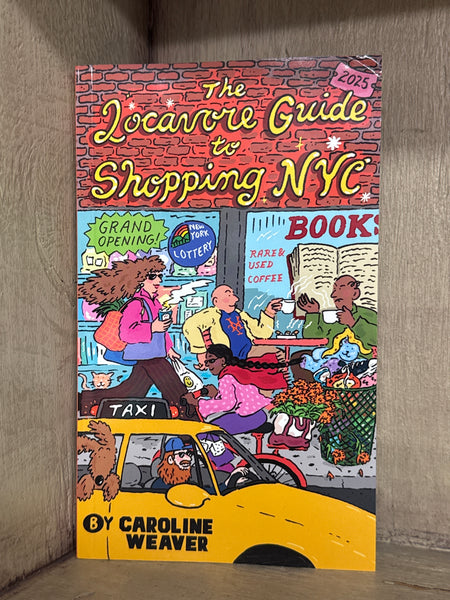 2025
The
Locavore Guide
to
Shopping NYC
GRAND
OPENING!
NEW
YORK
LOTTERY
BOOKS
RARE &
USED
COFFEE
TAXI
BY CAROLINE
WEAVER